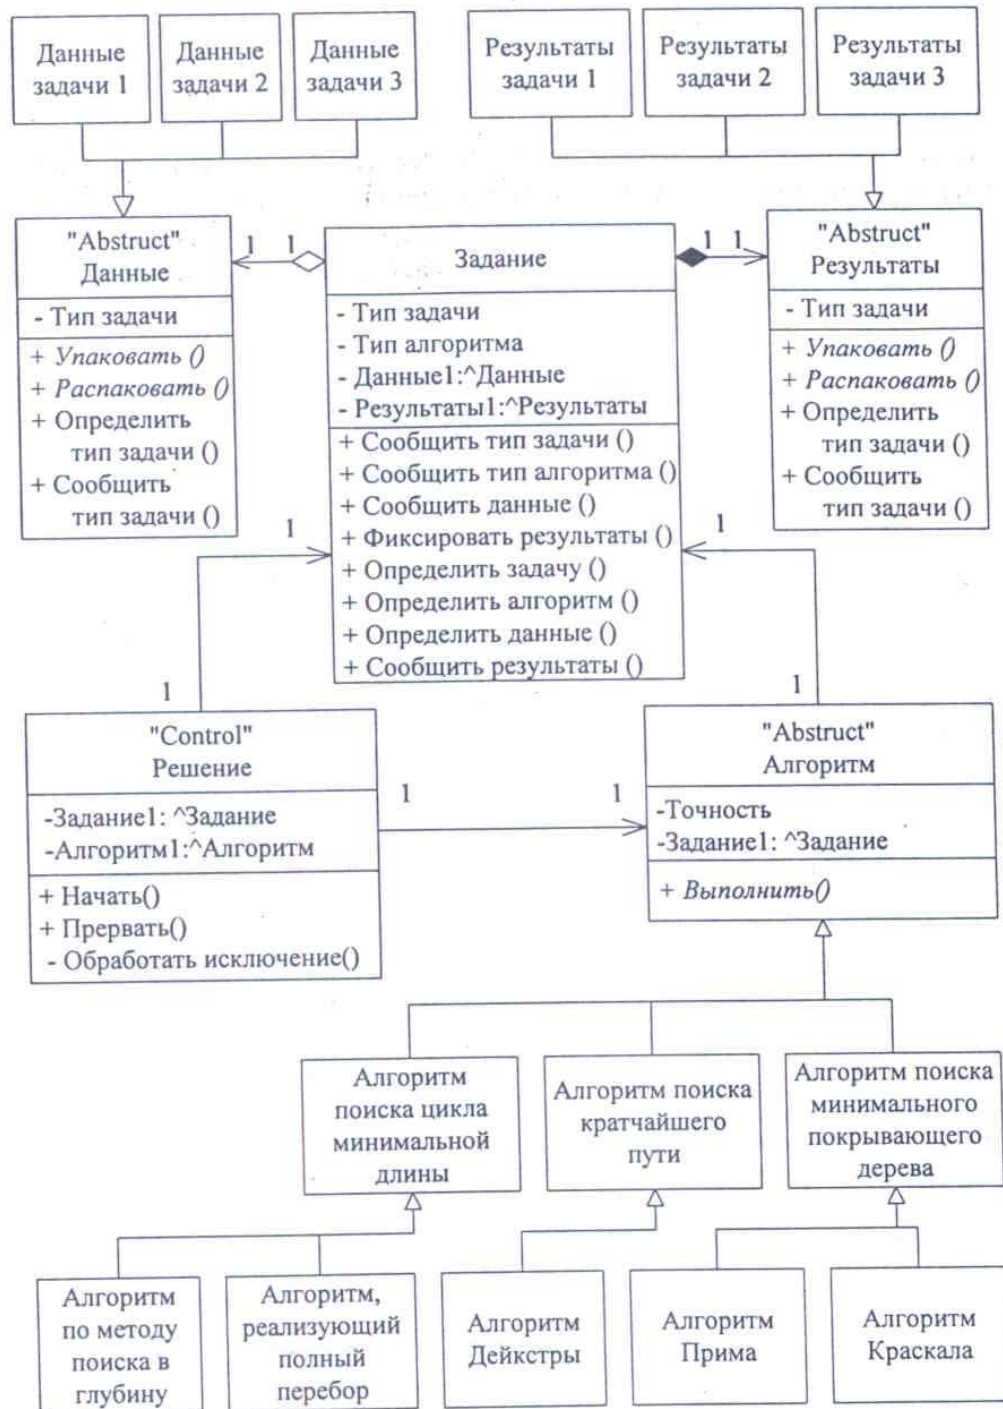 Данные
задачи 1
Данные
задачи 2
Данные
задачи 3
Результаты
задачи 1
Результаты
задачи 2
Результаты
задачи 3
"Abstruct"
Данные
- Тип задачи
+ Упаковать ()
+ Распаковать ()
+ Определить
тип задачи ()
+ Сообщить
тип задачи ()
1
1
Задание
- Тип задачи
- Тип алгоритма
- Данные1:^Данные
- Результаты1:^Результаты
+ Сообщить тип задачи ()
+ Сообщить тип алгоритма ()
+ Сообщить данные ()
+ Фиксировать результаты ()
+ Определить задачу ()
+ Определить алгоритм ()
+ Определить данные ()
+ Сообщить результаты ()
1
1
"Abstruct"
Результаты
- Тип задачи
+ Упаковать ()
+ Распаковать ()
+ Определить
тип задачи ()
+ Сообщить
тип задачи ()
1
1
1
1
"Control"
Решение
-Задание1: ^Задание
-Алгоритм1:^Алгоритм
+ Начать()
+ Прервать()
- Обработать исключение()
1
1
"Abstruct"
Алгоритм
-Точность
-Задание1: ^Задание
+ Выполнить()
Алгоритм
поиска цикла
минимальной
длины
Алгоритм поиска
кратчайшего
пути
Алгоритм поиска
минимального
покрывающего
дерева
Алгоритм
по методу
поиска в
глубину
Алгоритм,
реализующий
полный
перебор
Алгоритм
Дейкстры
Алгоритм
Прима
Алгоритм
Краскала